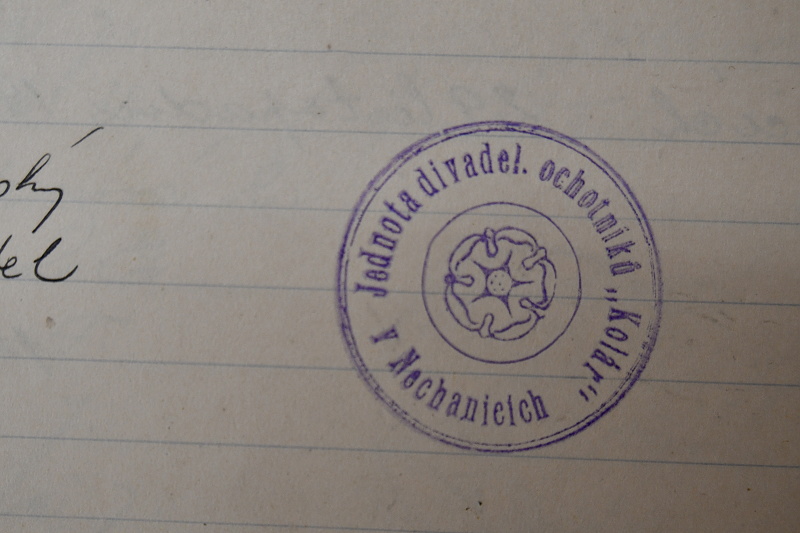 Jednota divadel. ochotníků „Kolár“
v Nechanicích